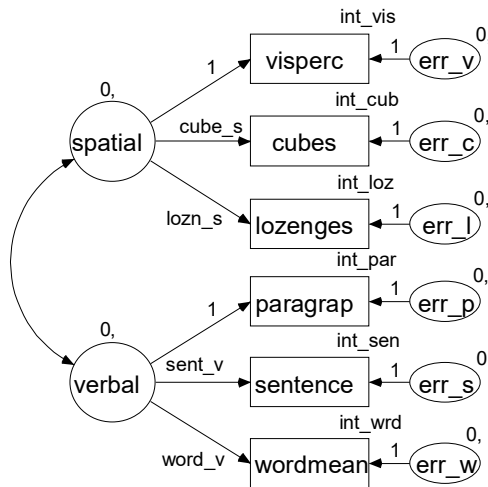 int_vis
0
1
visperc
1
err_v
0,
1
int_cub
0,
spatial
cube_s
cubes
1
err_c
int_loz
0,
lozn_s
lozenges
1
err_l
int_par
0,
0,
1
paragrap
1
err_p
verbal
int_sen
0
sent_v
sentence
1
err_s
int_wrd
0,
word_v
wordmean
1
err_w